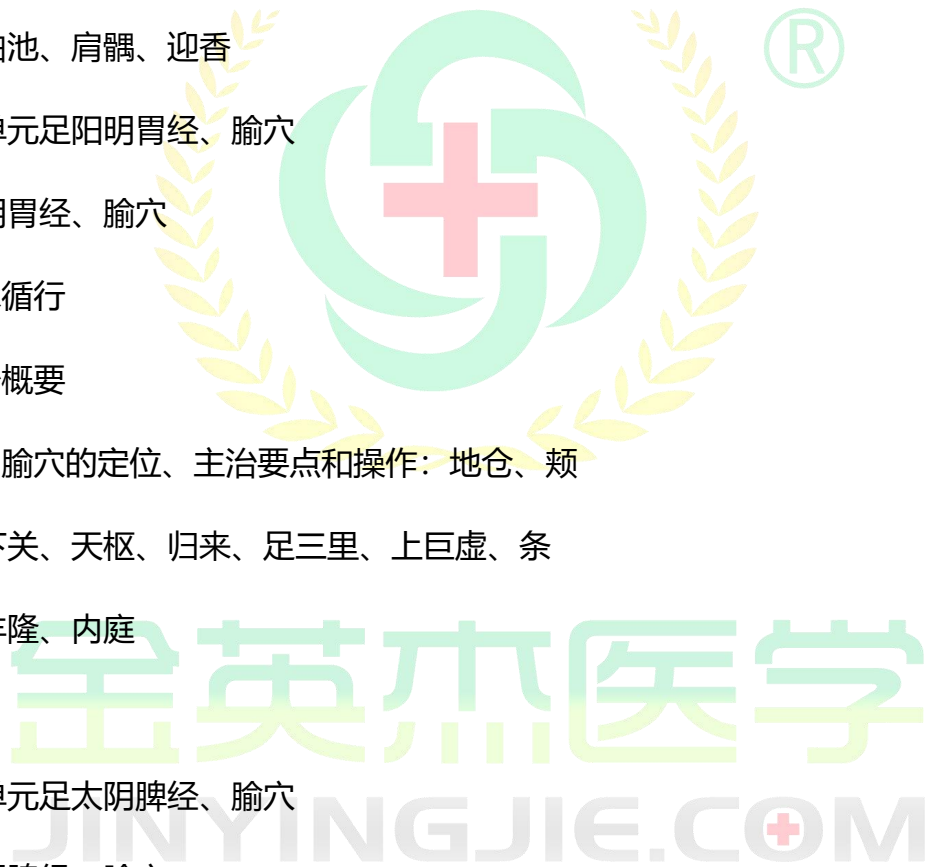 池、肩髃、迎香
®
单元足阳明胃经、腧穴
明胃经、腧穴
循行
概要
腧穴的定位、主治要点和操作：地仓、颊
下关、天枢、归来、足三里、上巨虚、条
丰隆、内庭
金英杰医学
单元足太阴脾经、腧穴
JINYINGJIE.COM